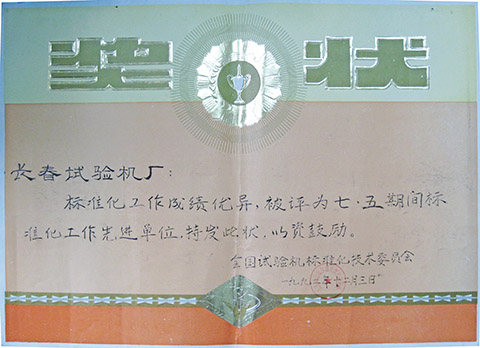 奖状
长春试验机厂：
标准化工作成绩优异，被评为七·五期间标
准化工作先进单位，特发此状，以资鼓励。
全国试验机标准化技术委员会
一九九二年十二月三日